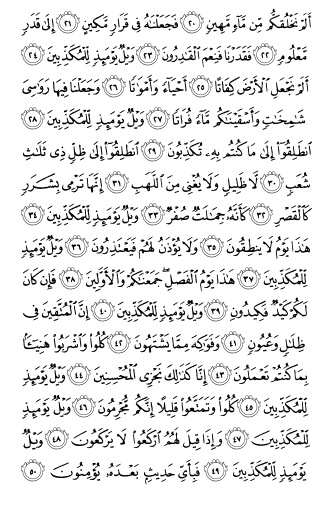 أَلَمْ نَخْلُقكُّم مِّن مَّآءٍ مَّهِينٍ ٢٠ فَجَعَلْنَـٰهُ فِى قَرَارٍ مَّكِينٍ ٢١ إِلَىٰ قَدَرٍ
مَّعْلُومٍ ٢٢ فَقَدَرْنَا فَنِعْمَ ٱلْقَـٰدِرُونَ ٢٣ وَيْلٌ يَوْمَئِذٍ لِّلْمُكَذِّبِينَ ٢٤
أَلَمْ نَجْعَلِ ٱلْأَرْضَ كِفَاتًا ٢٥ أَحْيَآءً وَأَمْوَٰتًا ٢٦ وَجَعَلْنَا فِيهَا رَوَٰسِىَ
شَـٰمِخَـٰتٍ وَأَسْقَيْنَـٰكُم مَّآءً فُرَاتًا ٢٧ وَيْلٌ يَوْمَئِذٍ لِّلْمُكَذِّبِينَ ٢٨
ٱنطَلِقُوٓا۟ إِلَىٰ مَا كُنتُم بِهِۦ تُكَذِّبُونَ ٢٩ ٱنطَلِقُوٓا۟ إِلَىٰ ظِلٍّ ذِى ثَلَـٰثِ
شُعَبٍ ٣٠ لَّا ظَلِيلٍ وَلَا يُغْنِى مِنَ ٱللَّهَبِ ٣١ إِنَّهَا تَرْمِى بِشَرَرٍ
كَٱلْقَصْرِ ٣٢ كَأَنَّهُۥ جِمَـٰلَتٌ صُفْرٌ ٣٣ وَيْلٌ يَوْمَئِذٍ لِّلْمُكَذِّبِينَ ٣٤
هَـٰذَا يَوْمُ لَا يَنطِقُونَ ٣٥ وَلَا يُؤْذَنُ لَهُمْ فَيَعْتَذِرُونَ ٣٦ وَيْلٌ يَوْمَئِذٍ
لِّلْمُكَذِّبِينَ ٣٧ هَـٰذَا يَوْمُ ٱلْفَصْلِ ۖ جَمَعْنَـٰكُمْ وَٱلْأَوَّلِينَ ٣٨ فَإِن كَانَ
لَكُمْ كَيْدٌ فَكِيدُونِ ٣٩ وَيْلٌ يَوْمَئِذٍ لِّلْمُكَذِّبِينَ ٤٠ إِنَّ ٱلْمُتَّقِينَ فِى
ظِلَـٰلٍ وَعُيُونٍ ٤١ وَفَوَٰكِهَ مِمَّا يَشْتَهُونَ ٤٢ كُلُوا۟ وَٱشْرَبُوا۟ هَنِيٓـًٔۢا
بِمَا كُنتُمْ تَعْمَلُونَ ٤٣ إِنَّا كَذَٰلِكَ نَجْزِى ٱلْمُحْسِنِينَ ٤٤ وَيْلٌ يَوْمَئِذٍ
لِّلْمُكَذِّبِينَ ٤٥ كُلُوا۟ وَتَمَتَّعُوا۟ قَلِيلًا إِنَّكُم مُّجْرِمُونَ ٤٦ وَيْلٌ يَوْمَئِذٍ
لِّلْمُكَذِّبِينَ ٤٧ وَإِذَا قِيلَ لَهُمُ ٱرْكَعُوا۟ لَا يَرْكَعُونَ ٤٨ وَيْلٌ
يَوْمَئِذٍ لِّلْمُكَذِّبِينَ ٤٩ فَبِأَىِّ حَدِيثٍۭ بَعْدَهُۥ يُؤْمِنُونَ ٥٠